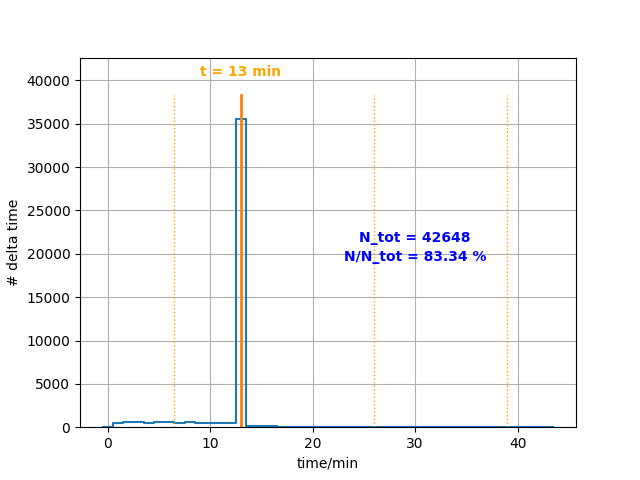 t = 13 min
40000
35000
30000
25000
20000
15000
10000
5000
0
# delta time
N_tot = 42648
N/N_tot = 83.34 %
0 10 20 30 40
time/min